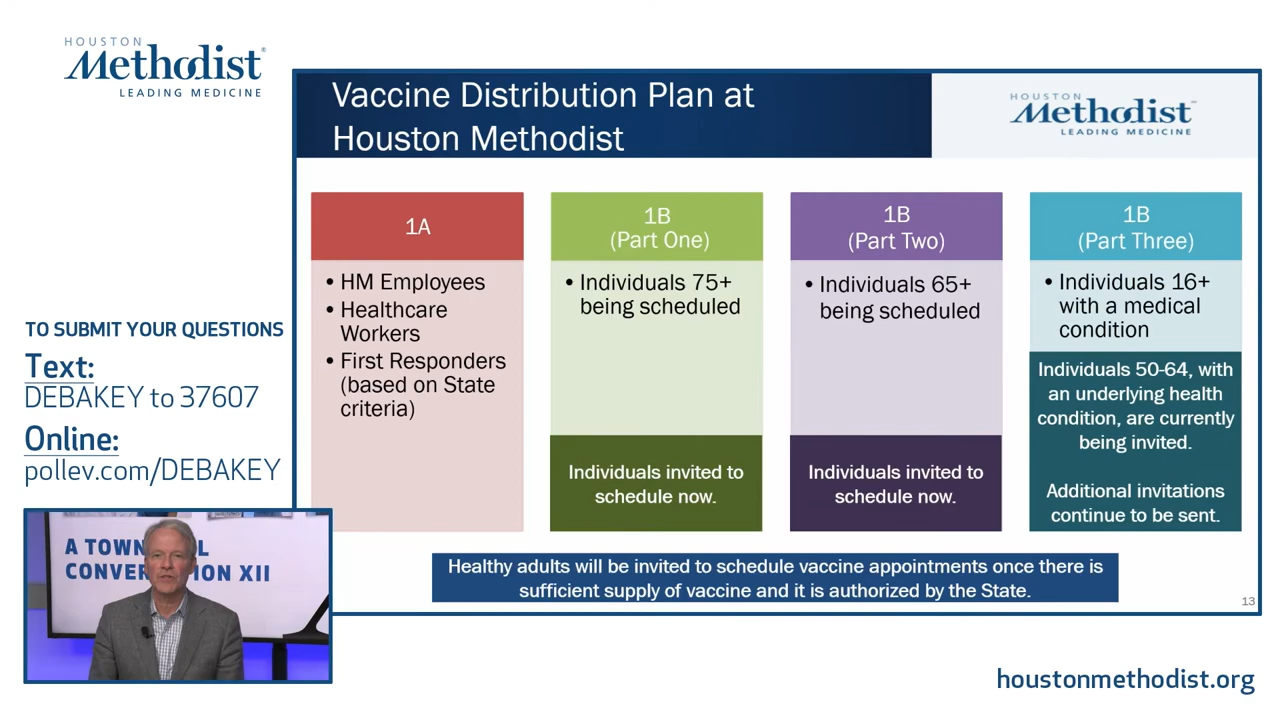 HOUSTON
Methodist
LEADING MEDICINE
Vaccine Distribution Plan at
Houston Methodist
HOUSTON
Methodist
LEADING MEDICINE
1A
• HM Employees
• Healthcare
Workers
• First Responders
(based on State
criteria)
1B
(Part One)
• Individuals 75+
being scheduled
Individuals invited to
schedule now.
1B
(Part Two)
• Individuals 65+
being scheduled
Individuals invited to
schedule now.
1B
(Part Three)
• Individuals 16+
with a medical
condition
Individuals 50-64, with
an underlying health
condition, are currently
being invited.
Additional invitations
continue to be sent.
Healthy adults will be invited to schedule vaccine appointments once there is
sufficient supply of vaccine and it is authorized by the State.
13
TO SUBMIT YOUR QUESTIONS
Text:
DEBAKEY to 37607
Online:
pollev.com/DEBAKEY
A
XII
houstonmethodist.org